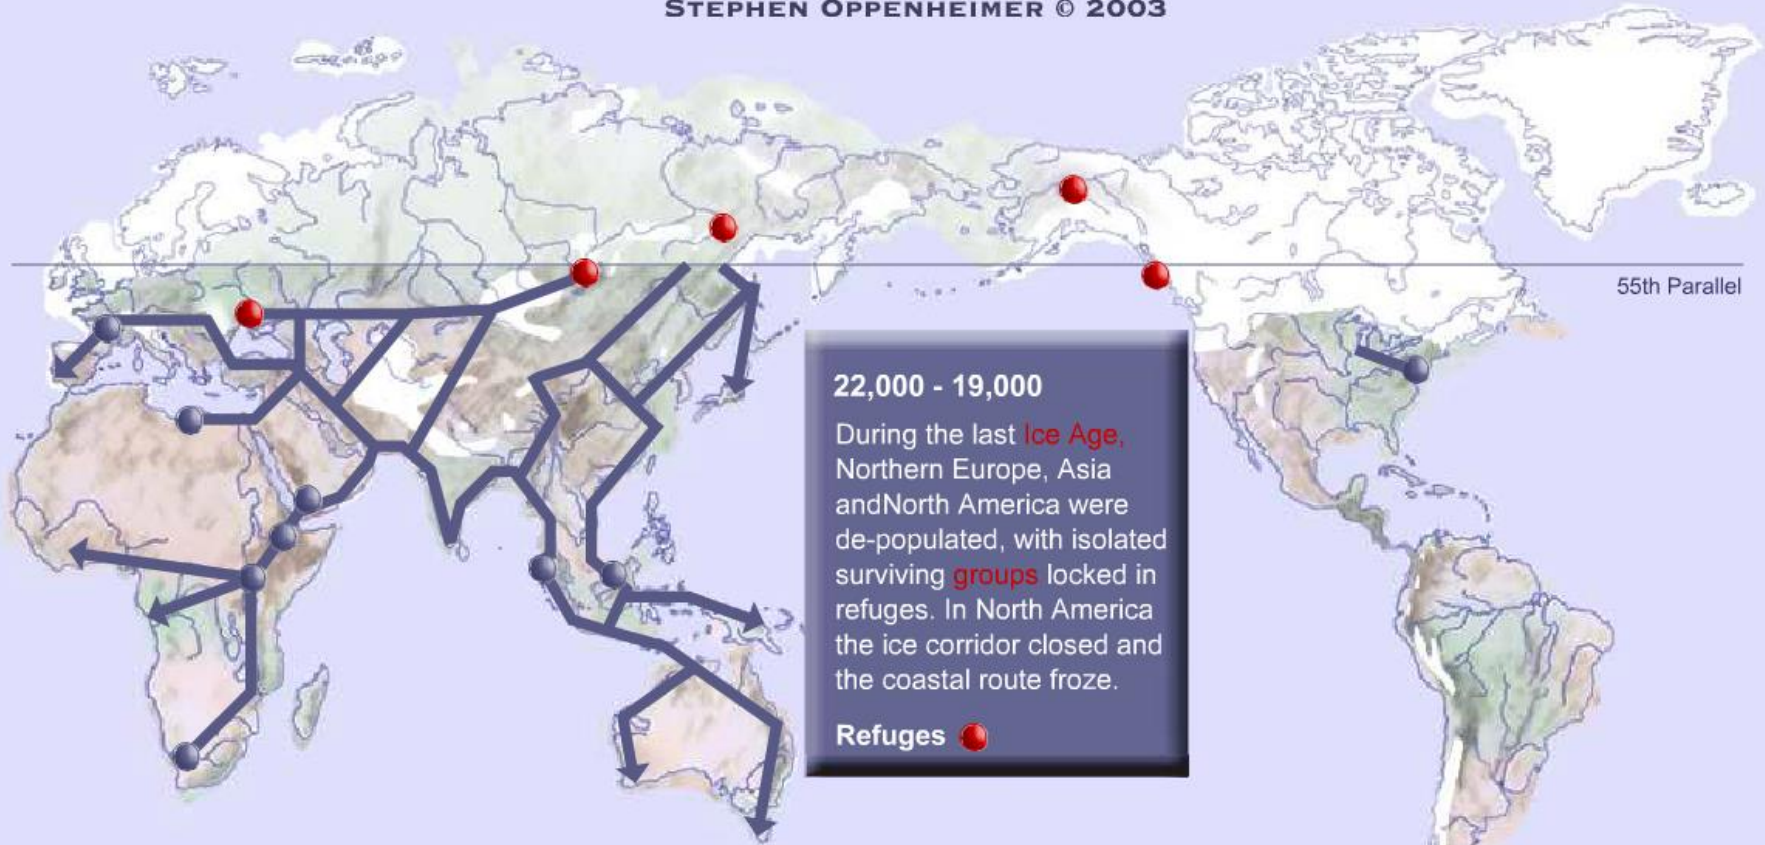 STEPHEN OPPENHEIMER © 2003
55th Parallel
22,000 - 19,000
During the last Ice Age,
Northern Europe, Asia
andNorth America were
de-populated, with isolated
surviving groups locked in
refuges. In North America
the ice corridor closed and
the coastal route froze.
Refuges